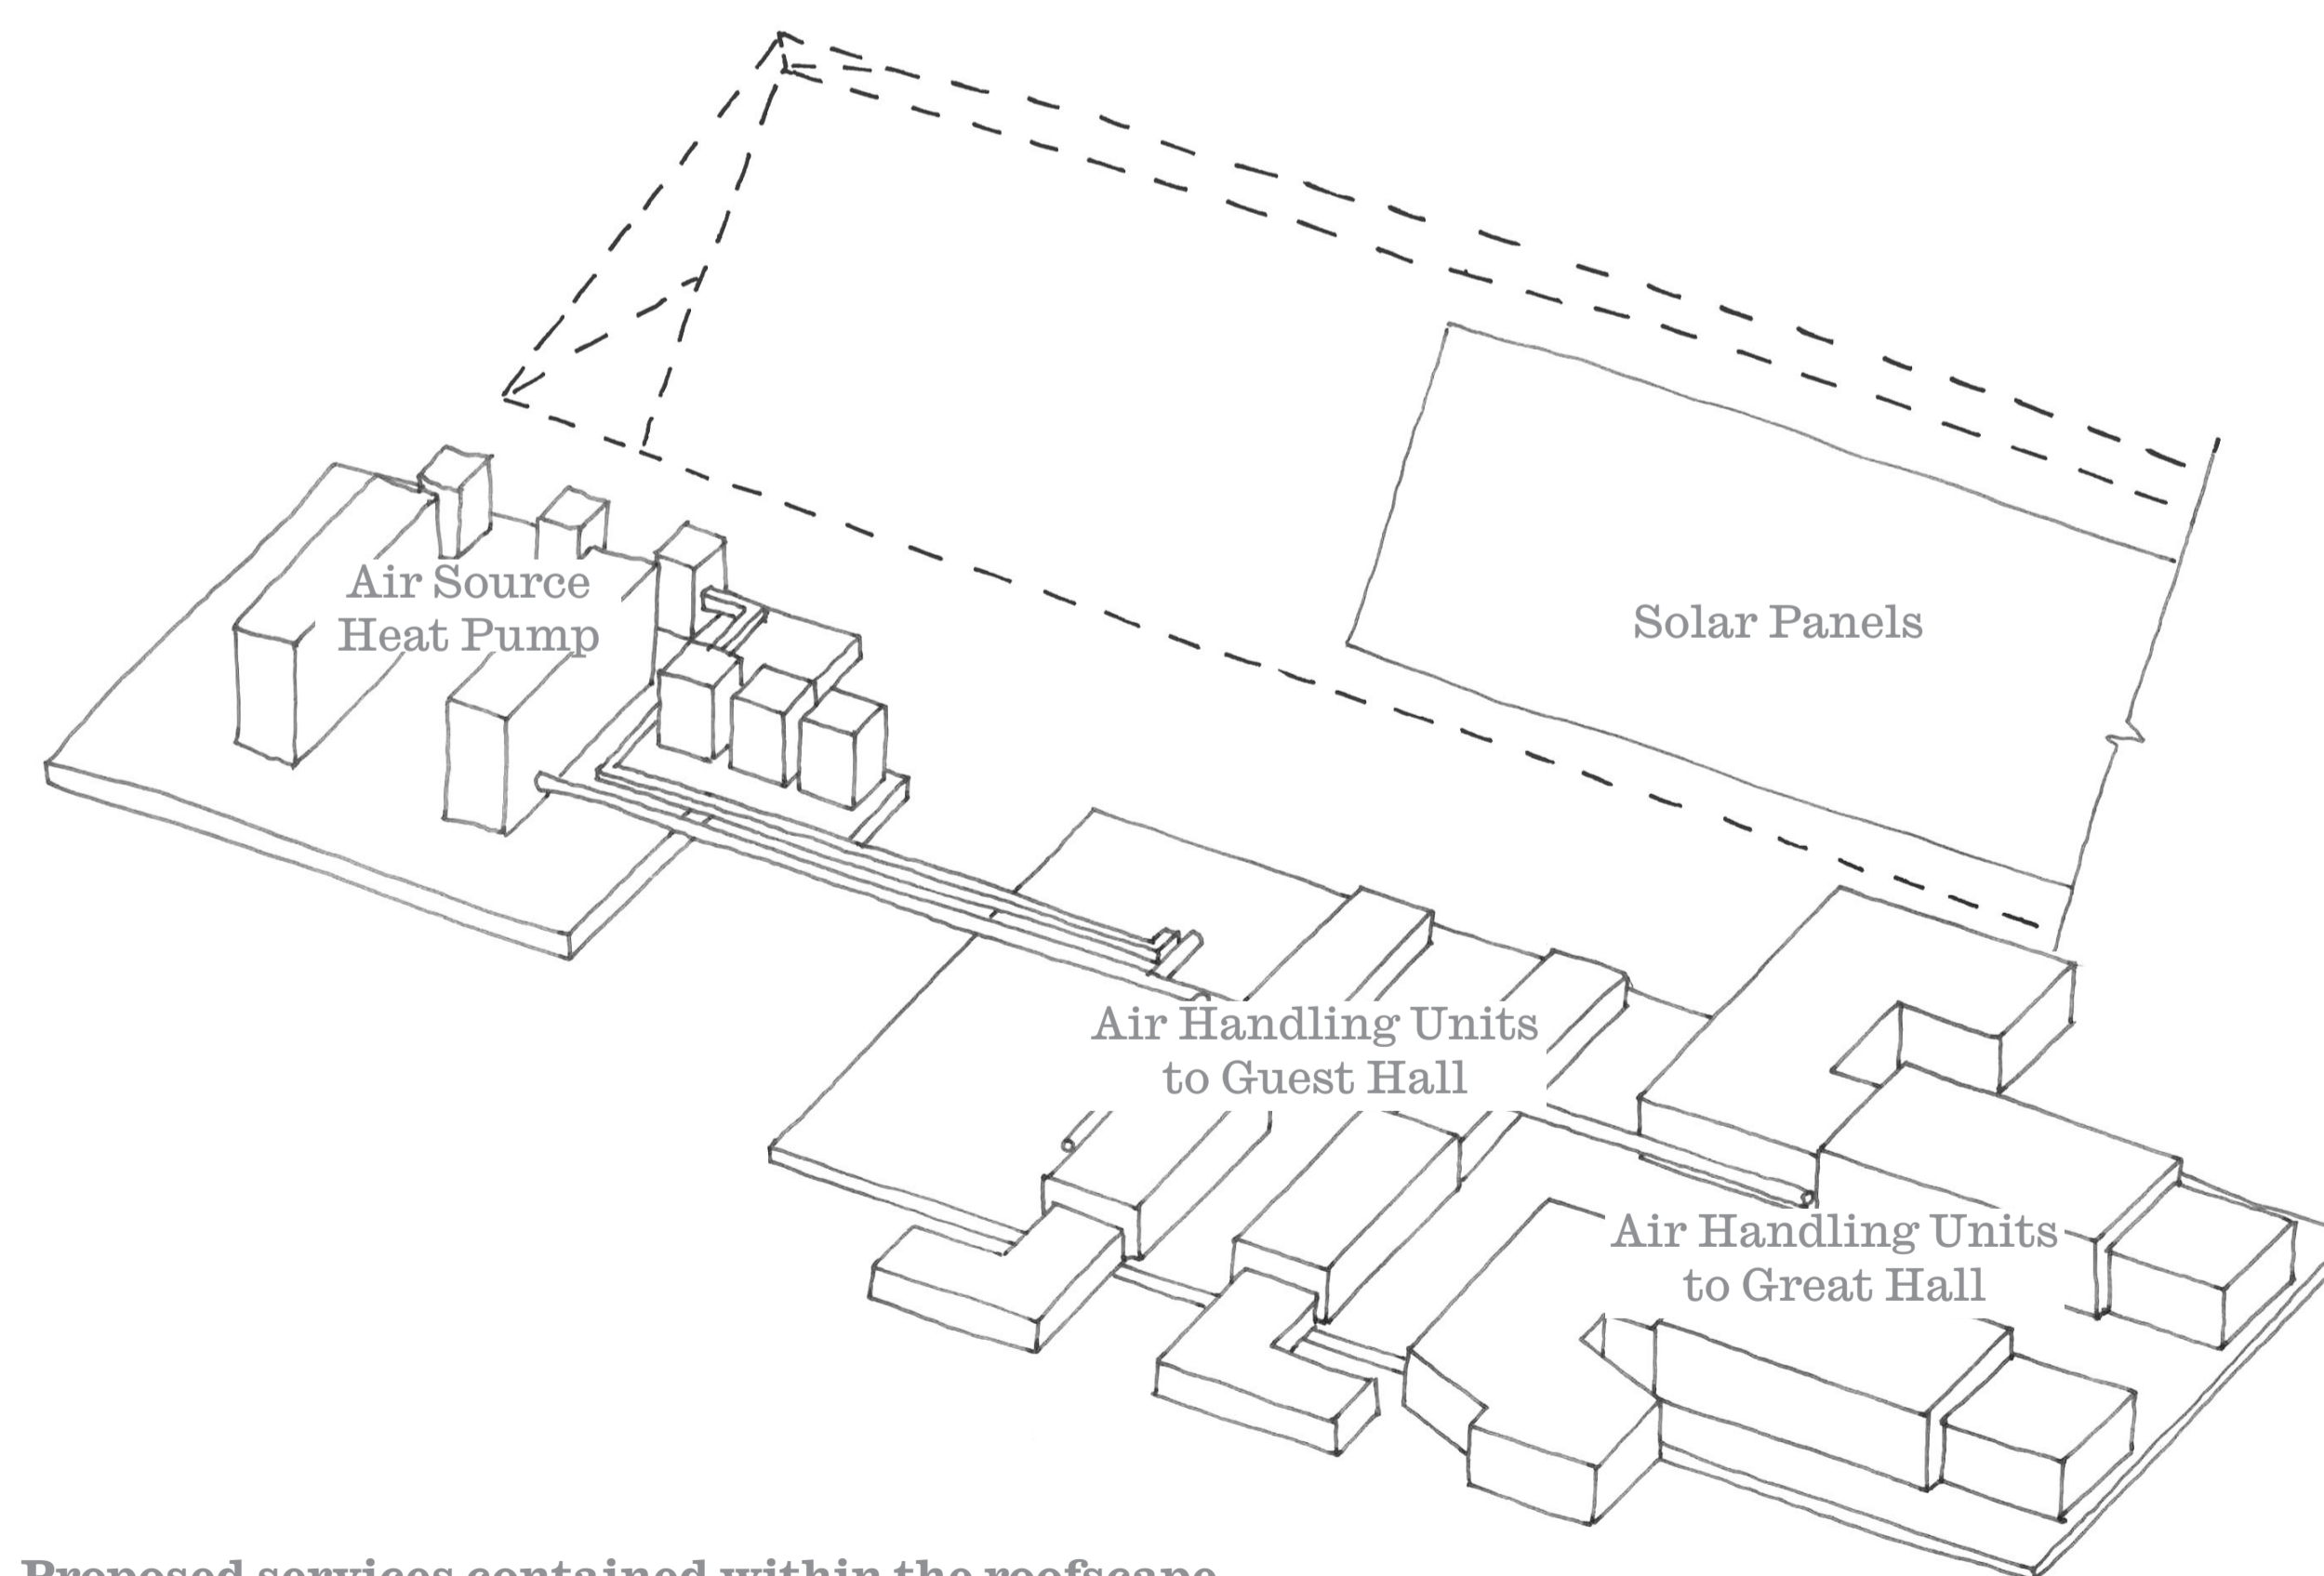 Air Source
Heat Pump
Solar Panels
Air Handling Units
to Guest Hall
Air Handling Units
to Great Hall
Proposed services contained within the roofscape